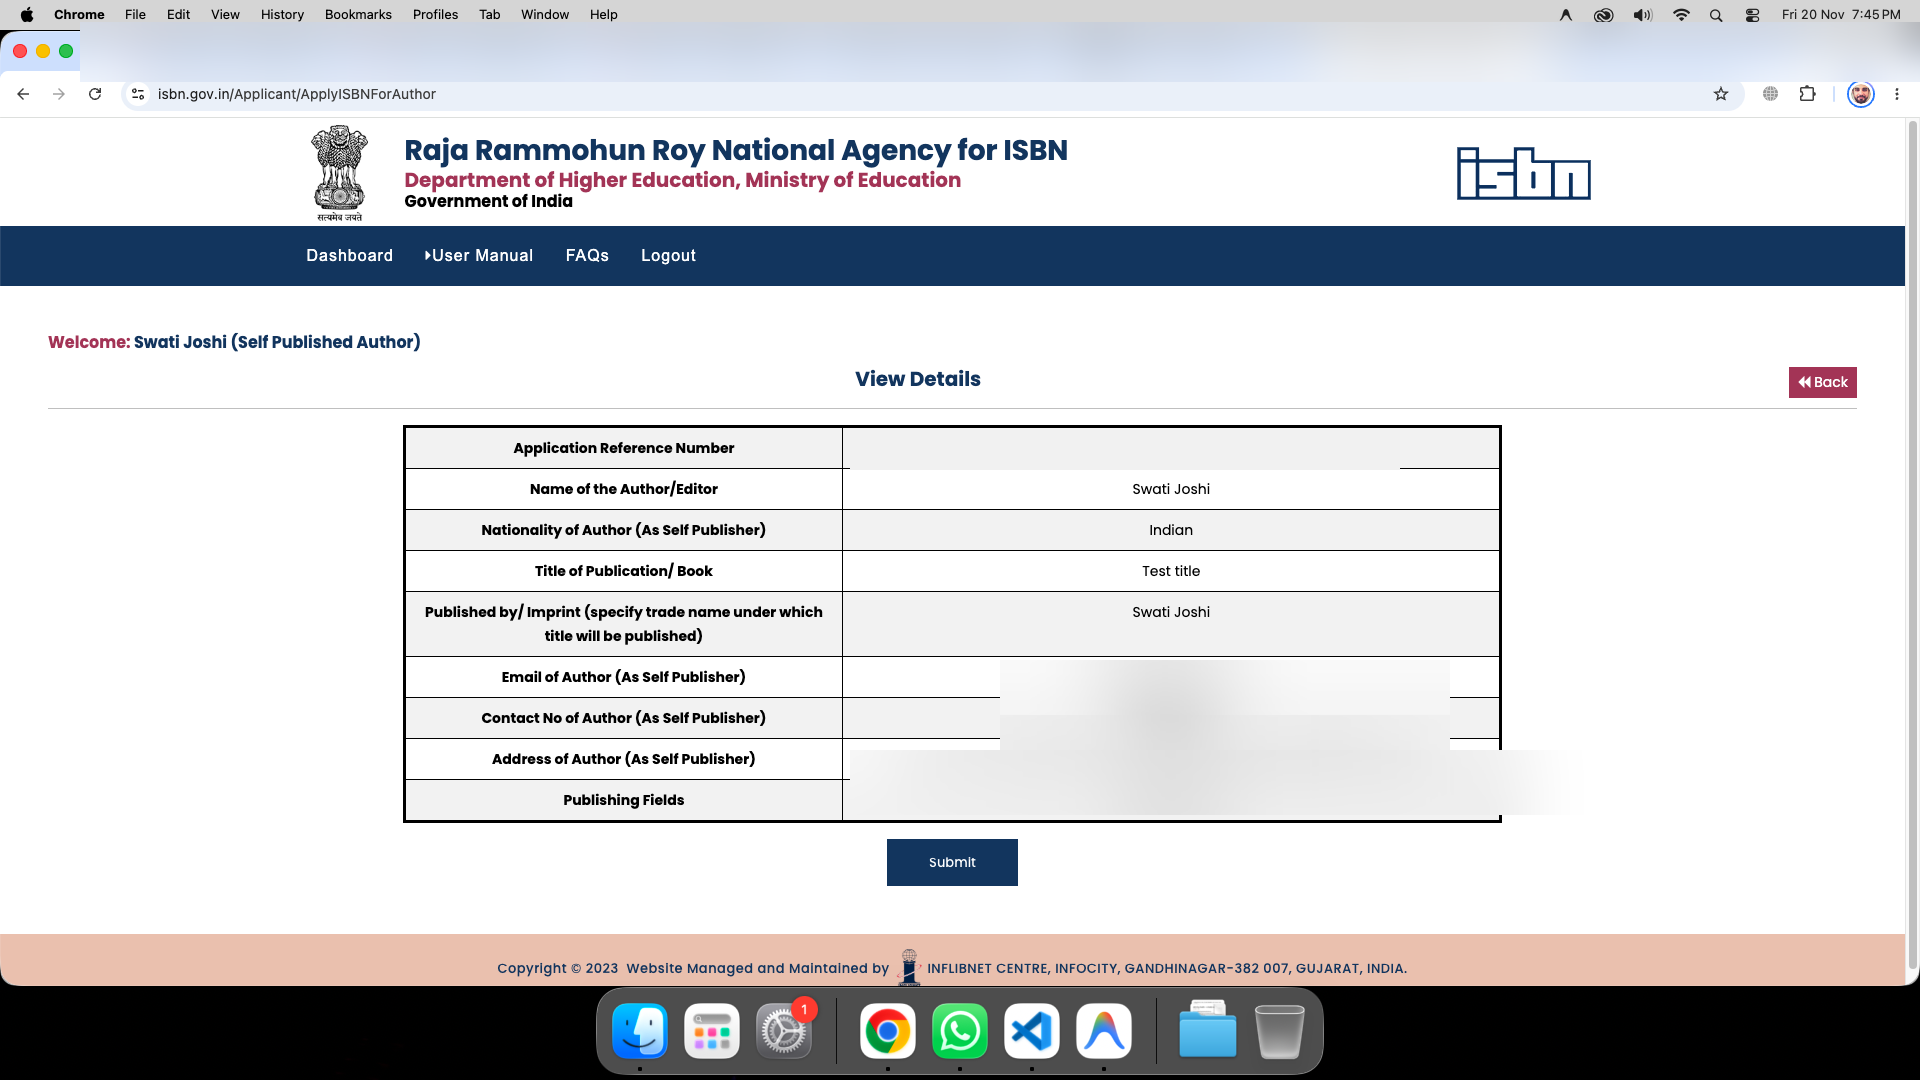 Chrome File Edit View History Bookmarks Profiles Tab Window Help Fri 20 Nov 7:45 PM
isbn.gov.in/Applicant/ApplyISBNForAuthor
Raja Rammohun Roy National Agency for ISBN
Department of Higher Education, Ministry of Education
Government of India
सत्यमेव जयते
isbn
Dashboard User Manual FAQs Logout
Welcome: Swati Joshi (Self Published Author)
View Details
Back
Application Reference Number
Name of the Author/Editor Swati Joshi
Nationality of Author (As Self Publisher) Indian
Title of Publication/ Book Test title
Published by/ Imprint (specify trade name under which Swati Joshi
title will be published)
Email of Author (As Self Publisher)
Contact No of Author (As Self Publisher)
Address of Author (As Self Publisher)
Publishing Fields
Submit
Copyright © 2023 Website Managed and Maintained by INFLIBNET CENTRE, INFOCITY, GANDHINAGAR-382 007, GUJARAT, INDIA.
1